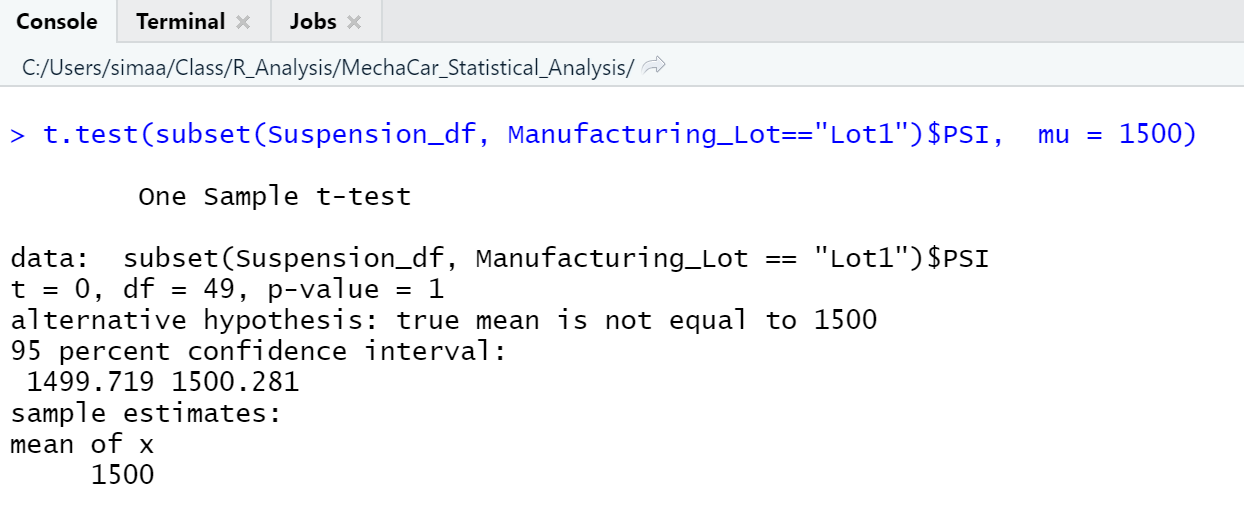 Console Terminal Jobs
C:/Users/simaa/Class/R_Analysis/MechaCar_Statistical_Analysis/
> t.test(subset(Suspension_df, Manufacturing_Lot=="Lot1")$PSI,  mu = 1500)
One Sample t-test
data:  subset(Suspension_df, Manufacturing_Lot == "Lot1")$PSI
t = 0, df = 49, p-value = 1
alternative hypothesis: true mean is not equal to 1500
95 percent confidence interval:
1499.719 1500.281
sample estimates:
mean of x
1500